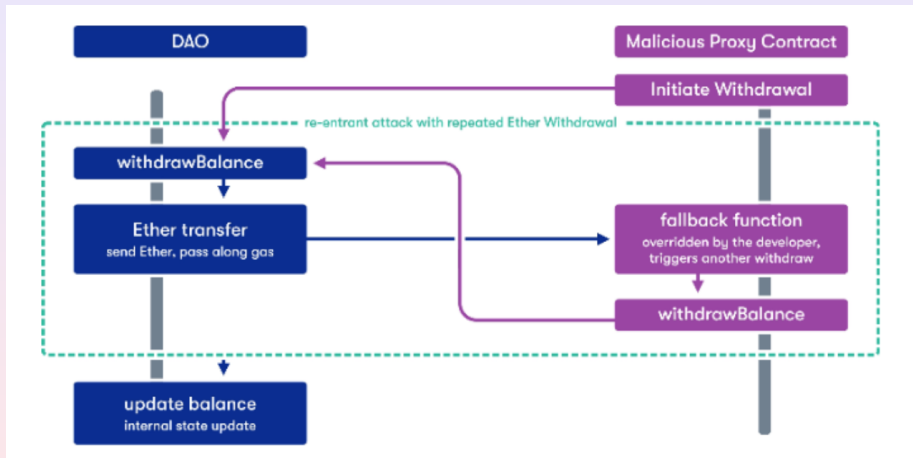 DAO
Malicious Proxy Contract
Initiate Withdrawal
re-entrant attack with repeated Ether Withdrawal
withdrawBalance
Ether transfer
send Ether, pass along gas
fallback function
overridden by the developer,
triggers another withdraw
withdrawBalance
update balance
internal state update